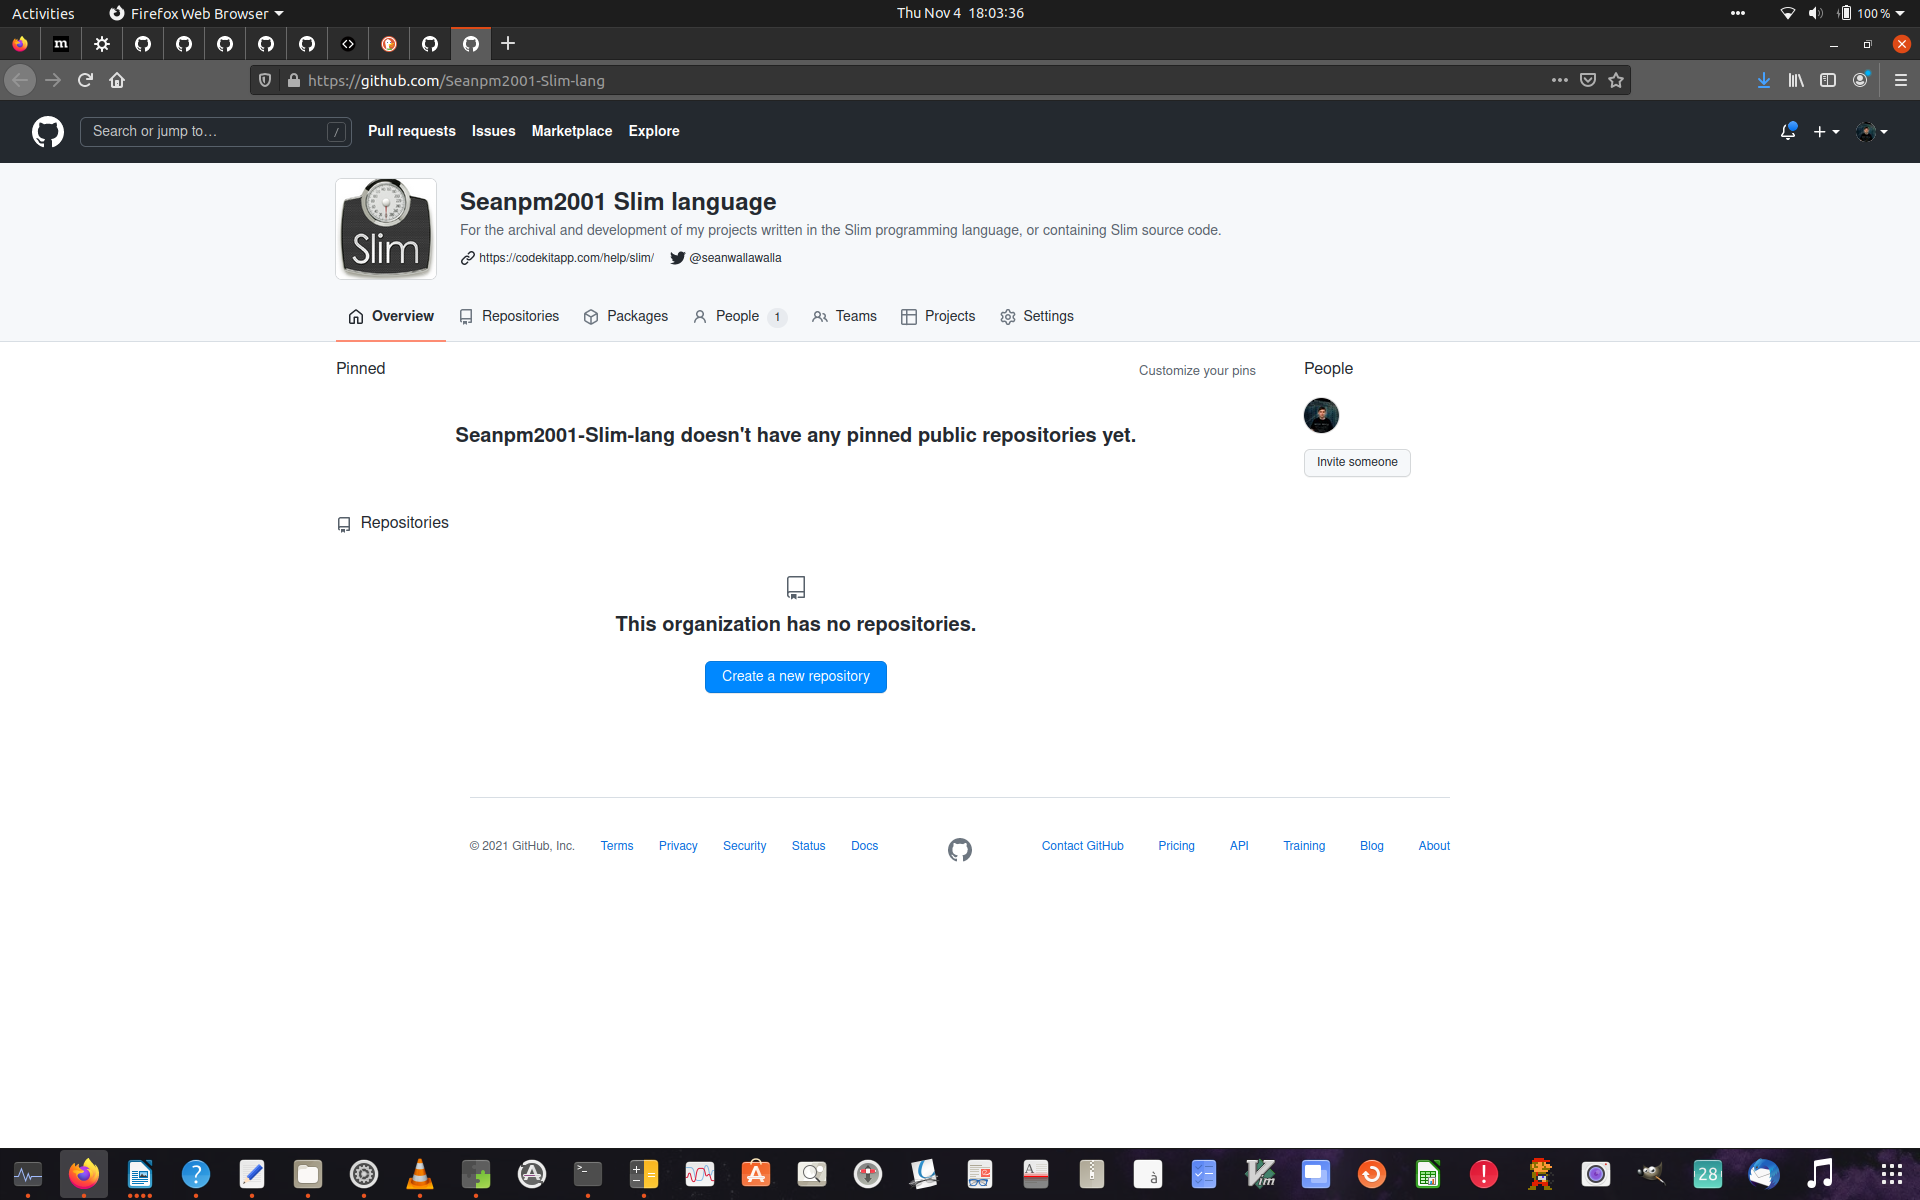 Activities Firefox Web Browser Thu Nov 4 18:03:36 100 %
m
https://github.com/Seanpm2001-Slim-lang
Search or jump to… / Pull requests Issues Marketplace Explore
Slim
Seanpm2001 Slim language
For the archival and development of my projects written in the Slim programming language, or containing Slim source code.
https://codekitapp.com/help/slim/ @seanwallawalla
Overview Repositories Packages People 1 Teams Projects Settings
Pinned Customize your pins People
Seanpm2001-Slim-lang doesn't have any pinned public repositories yet.
Invite someone
Repositories
This organization has no repositories.
Create a new repository
© 2021 GitHub, Inc. Terms Privacy Security Status Docs Contact GitHub Pricing API Training Blog About
28